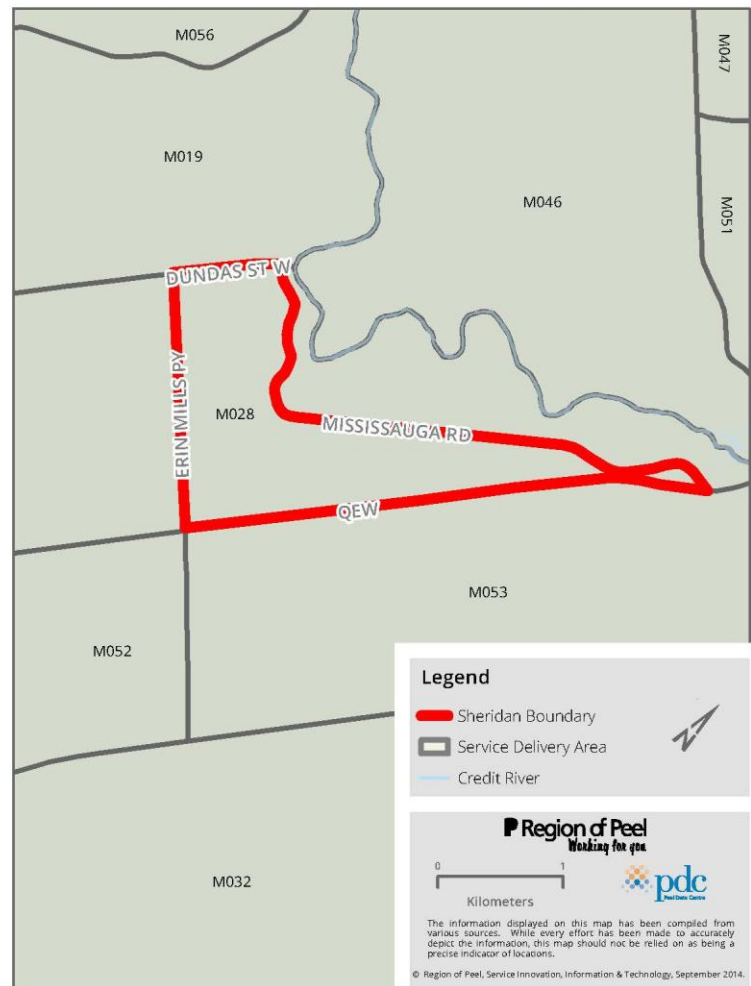 M056
M047
M019
M046
M051
DUNDAS ST W
ERIN MILLS PY
M028
MISSISSAUGA RD
QEW
M053
M052
M032
Legend
Sheridan Boundary
Service Delivery Area
N
Credit River
Region of Peel
Working for you
0 1
Kilometers
pdc
Peel Data Centre
The information displayed on this map has been compiled from
various sources. While every effort has been made to accurately
depict the information, this map should not be relied on as being a
precise indicator of locations.
© Region of Peel, Service Innovation, Information & Technology, September 2014.